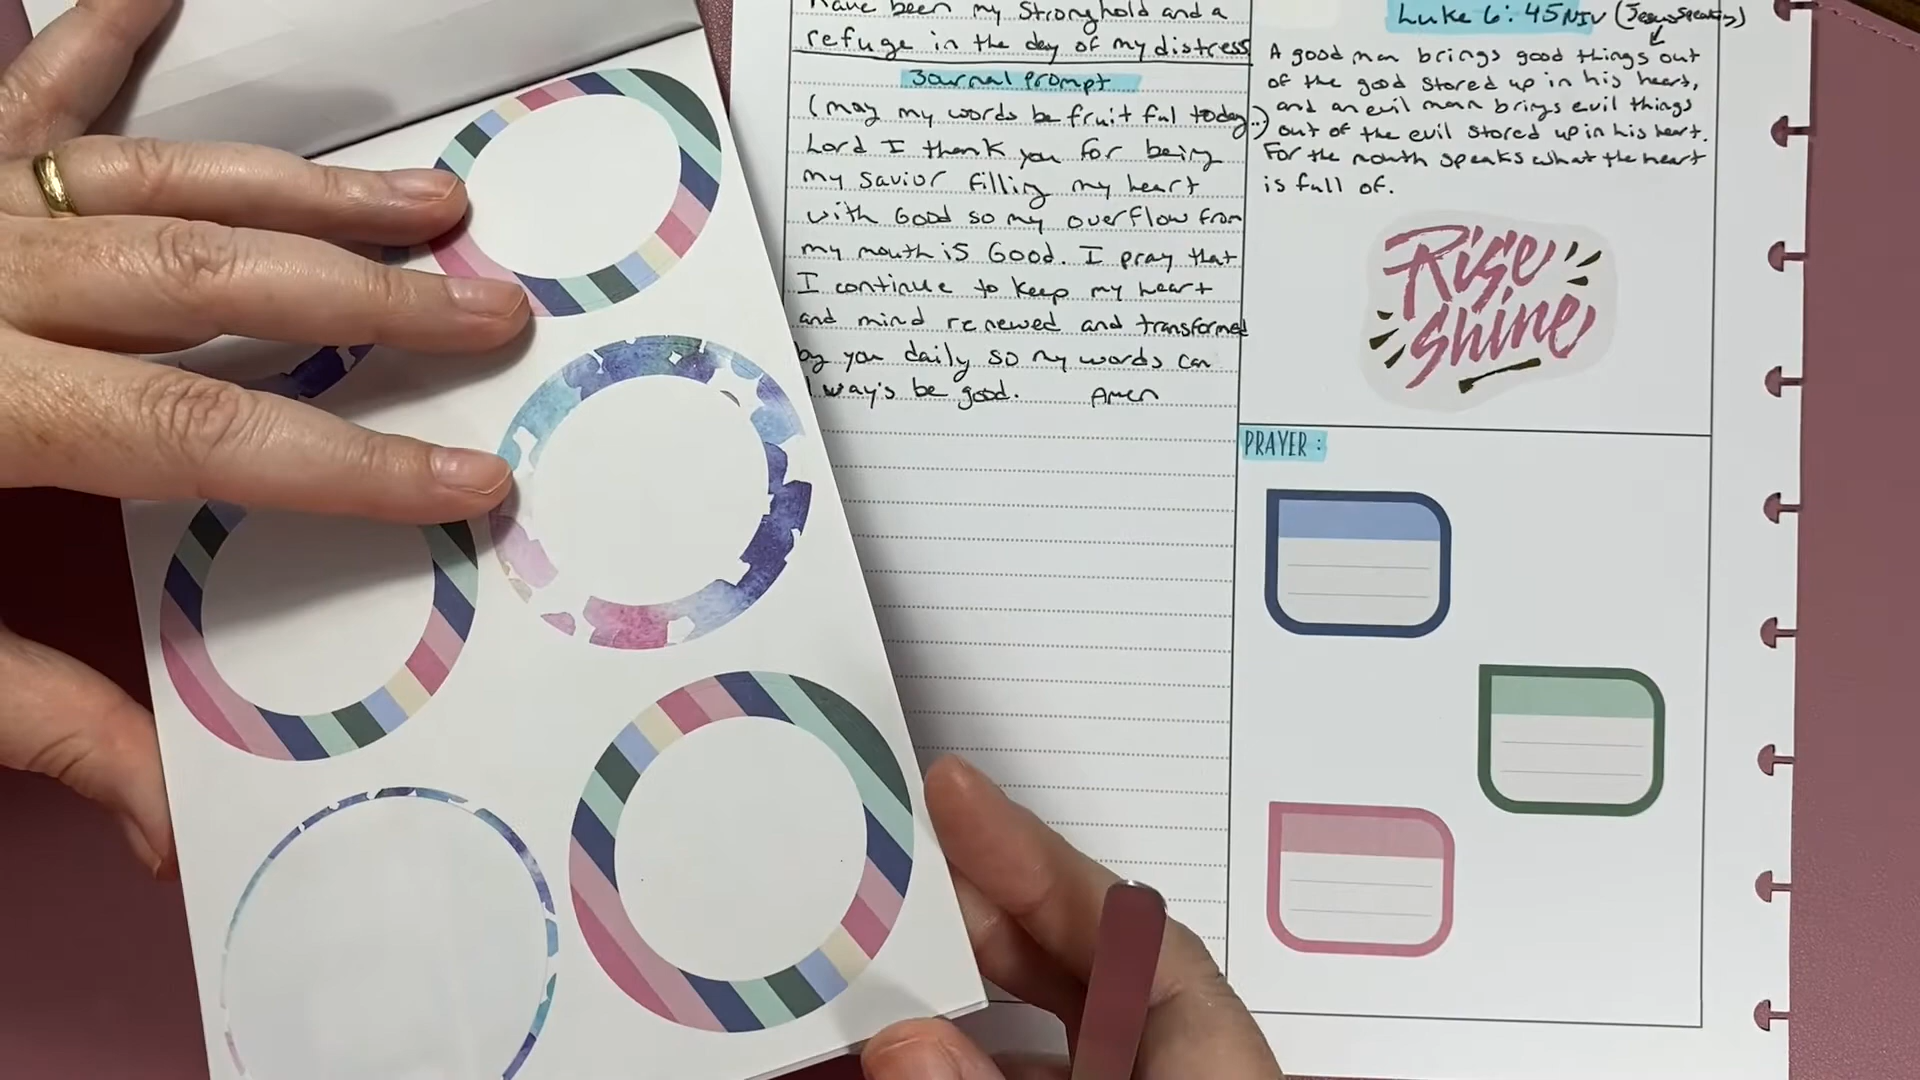 have been my stronghold and a
refuge in the day of my distress
Journal Prompt
(may my words be fruit ful today..)
Lord I thank you for being
my savior filling my heart
with Good so my overflow from
my mouth is Good. I pray that
I continue to keep my heart
and mind renewed and transformed
by you daily so my words can
lways be good. Amen
Luke 6:45 NIV (Jesus speaking)
A good man brings good things out
of the good stored up in his heart,
and an evil man brings evil things
out of the evil stored up in his heart.
For the mouth speaks what the heart
is full of.
Rise
shine
PRAYER: